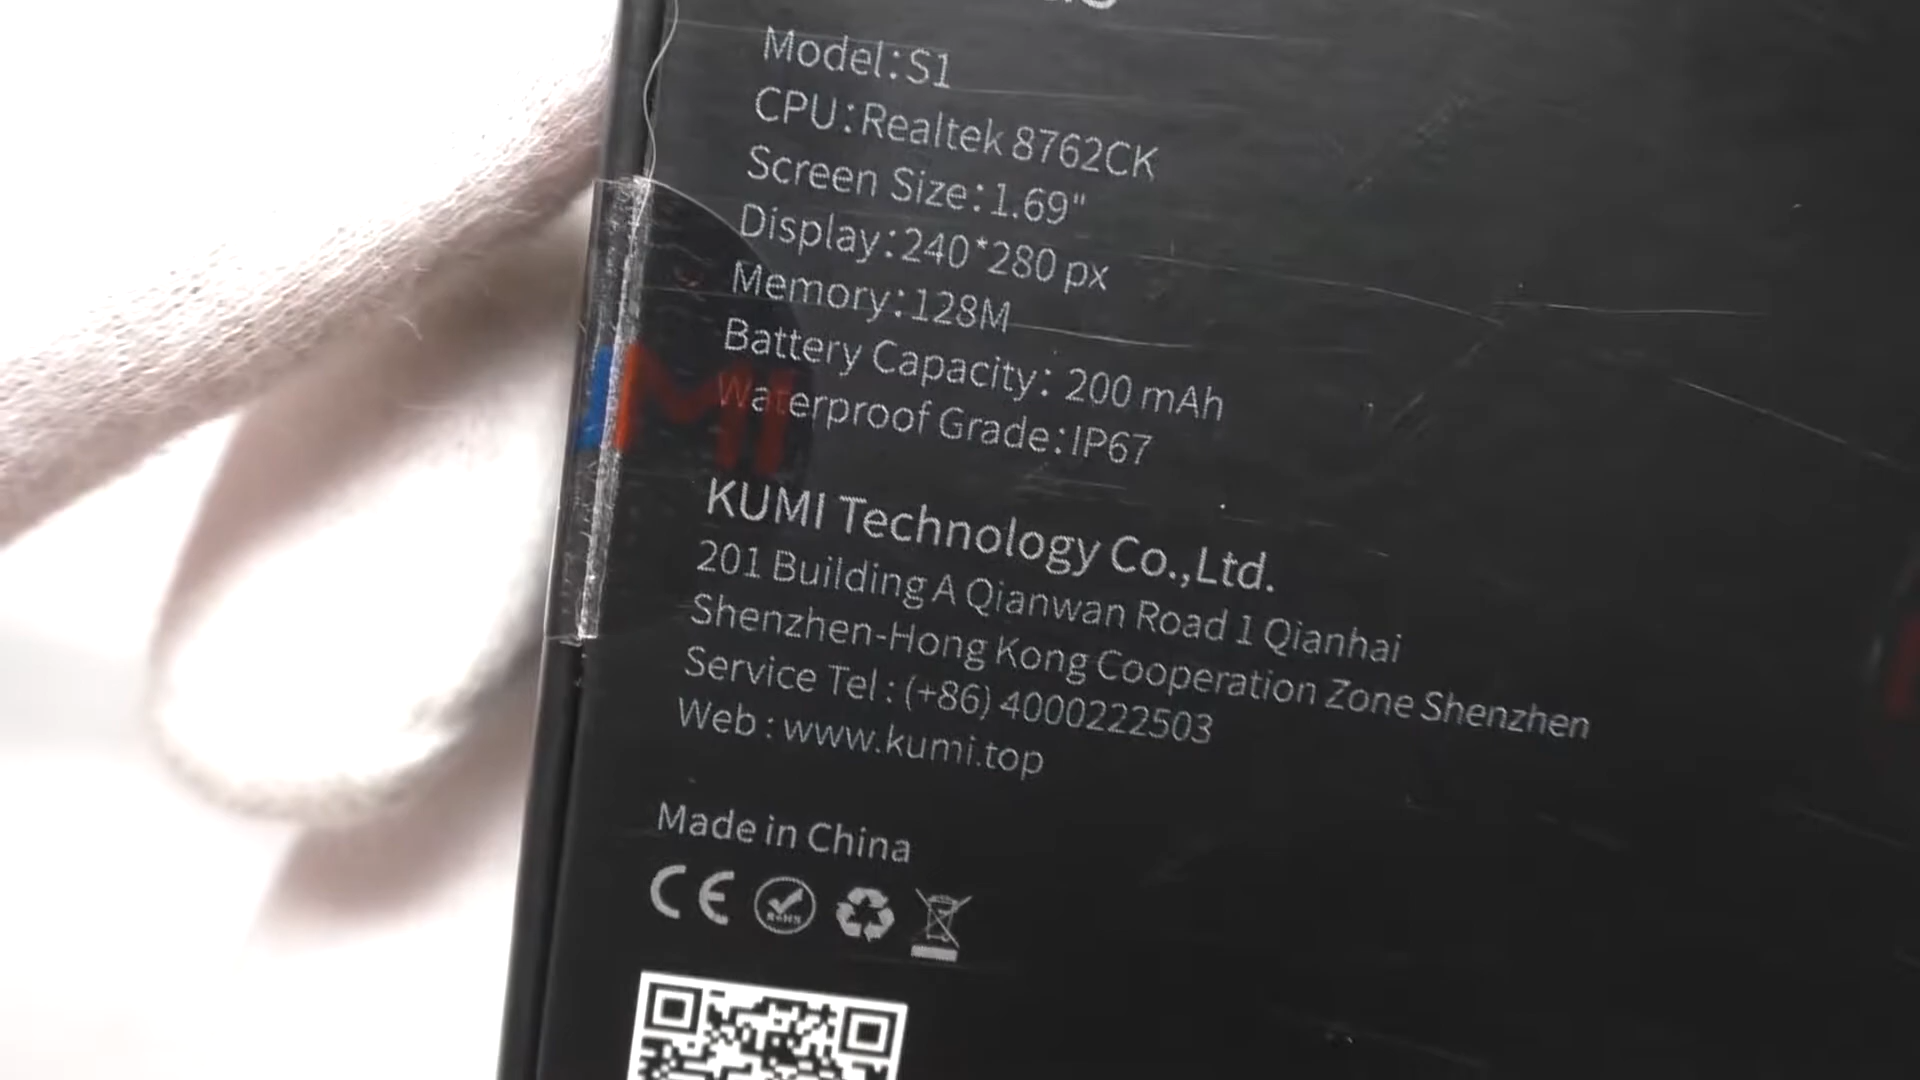 Model:S1
CPU:Realtek 8762CK
Screen Size:1.69"
Display:240*280 px
Memory:128M
Battery Capacity: 200 mAh
Waterproof Grade:IP67
MI
KUMI Technology Co.,Ltd.
201 Building A Qianwan Road 1 Qianhai
Shenzhen-Hong Kong Cooperation Zone Shenzhen
Service Tel : (+86) 4000222503
Web : www.kumi.top
Made in China
CE
RoHS